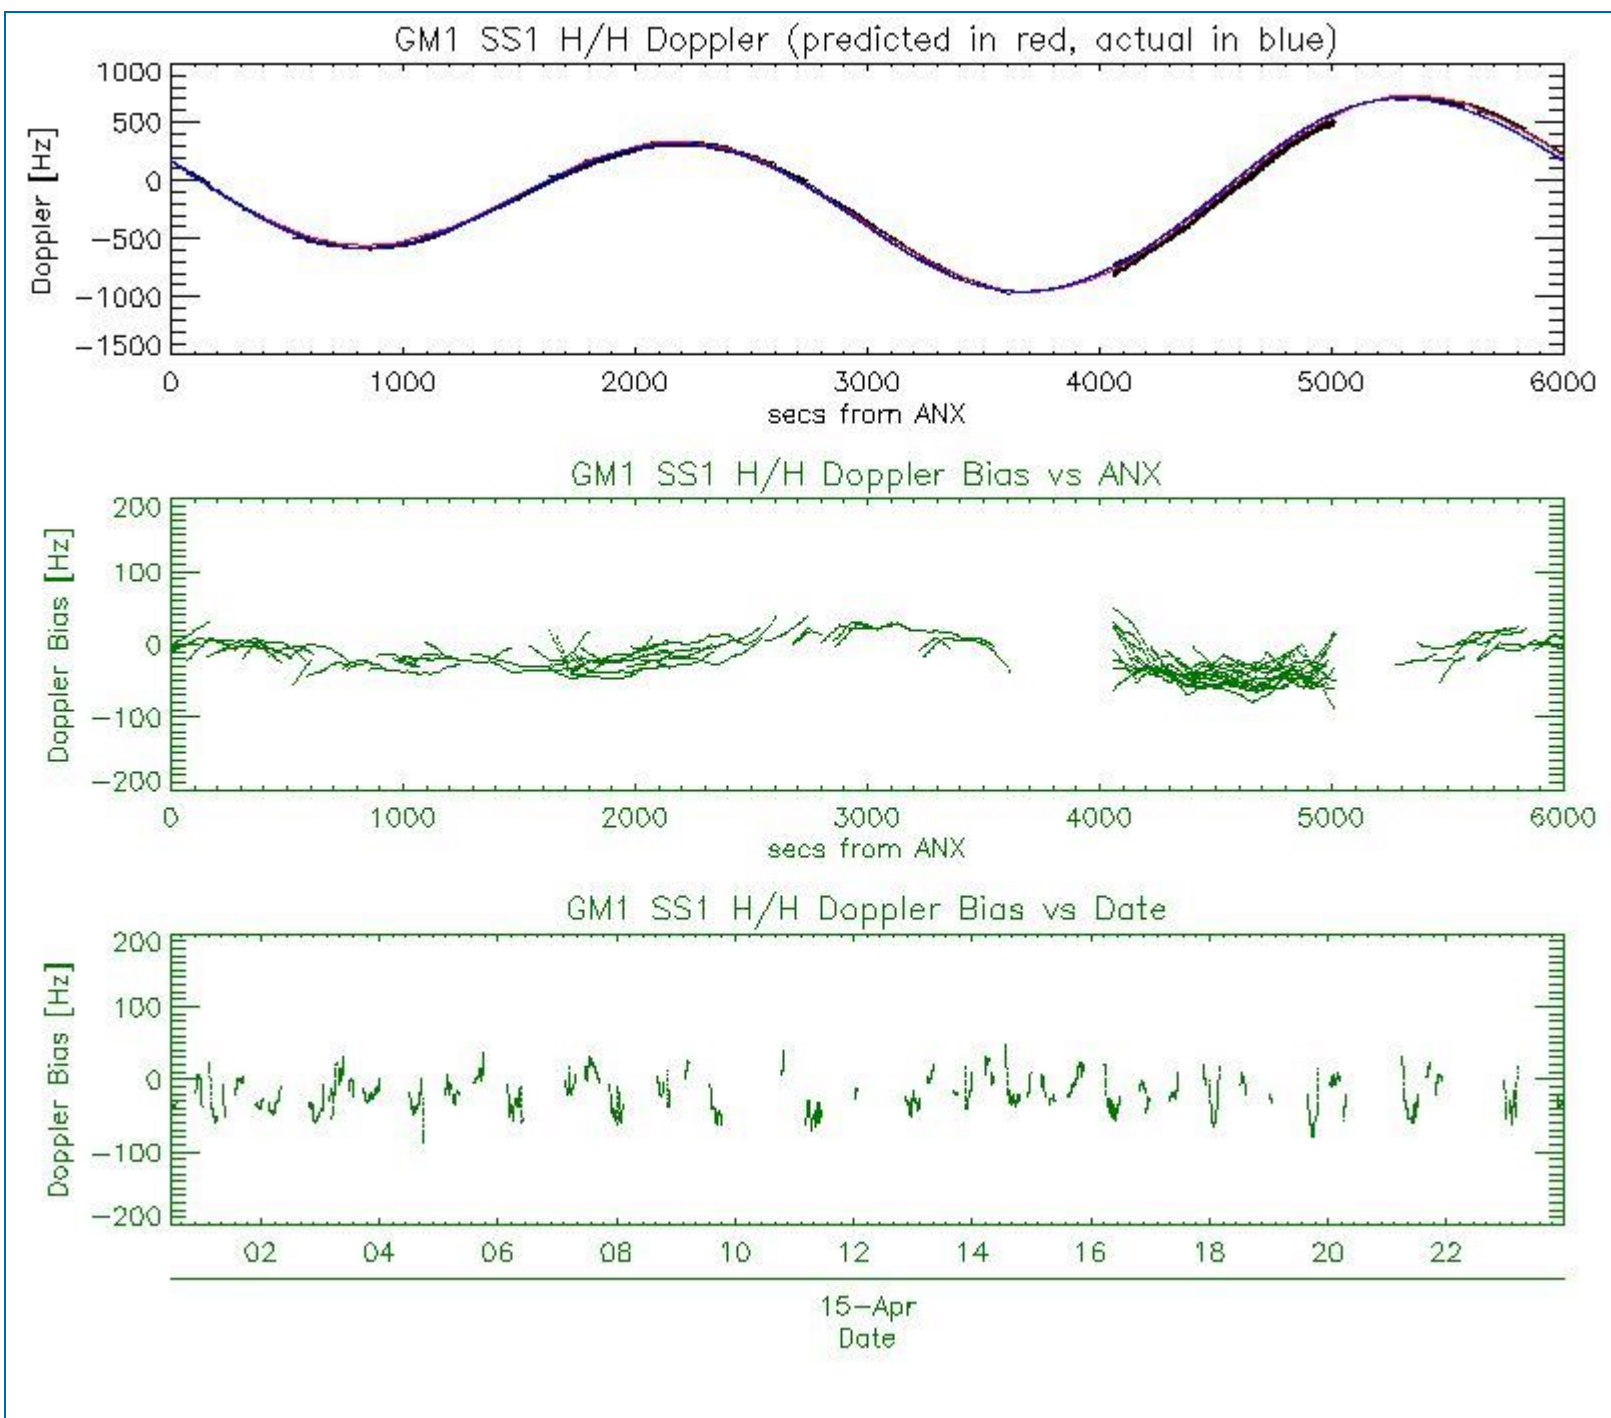 GM1 SS1 H/H Doppler (predicted in red, actual in blue)
1000
500
0
-500
-1000
-1500
Doppler [Hz]
0 1000 2000 3000 4000 5000 6000
secs from ANX
GM1 SS1 H/H Doppler Bias vs ANX
200
100
0
-100
-200
Doppler Bias [Hz]
0 1000 2000 3000 4000 5000 6000
secs from ANX
GM1 SS1 H/H Doppler Bias vs Date
200
100
0
-100
-200
Doppler Bias [Hz]
02 04 06 08 10 12 14 16 18 20 22
15-Apr
Date